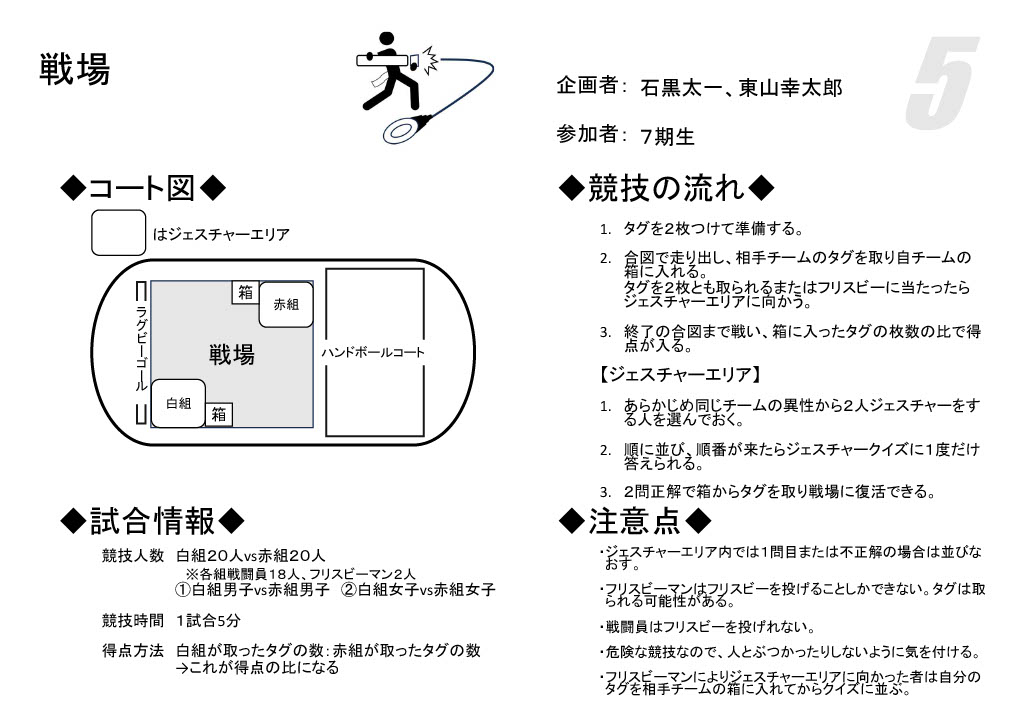 戦場
5
企画者： 石黒太一、東山幸太郎
参加者： ７期生
◆コート図◆
はジェスチャーエリア
箱
赤組
ラグビーゴール
戦場
ハンドボールコート
白組
箱
◆試合情報◆
競技人数 白組２０人vs赤組２０人
※各組戦闘員１８人、フリスビーマン２人
①白組男子vs赤組男子 ②白組女子vs赤組女子
競技時間 １試合5分
得点方法 白組が取ったタグの数：赤組が取ったタグの数
→これが得点の比になる
◆競技の流れ◆
1. タグを２枚つけて準備する。
2. 合図で走り出し、相手チームのタグを取り自チームの
箱に入れる。
タグを２枚とも取られるまたはフリスビーに当たったら
ジェスチャーエリアに向かう。
3. 終了の合図まで戦い、箱に入ったタグの枚数の比で得
点が入る。
【ジェスチャーエリア】
1. あらかじめ同じチームの異性から２人ジェスチャーをす
る人を選んでおく。
2. 順に並び、順番が来たらジェスチャークイズに１度だけ
答えられる。
3. ２問正解で箱からタグを取り戦場に復活できる。
◆注意点◆
・ジェスチャーエリア内では１問目または不正解の場合は並びな
おす。
・フリスビーマンはフリスビーを投げることしかできない。タグは取
られる可能性がある。
・戦闘員はフリスビーを投げれない。
・危険な競技なので、人とぶつかったりしないように気を付ける。
・フリスビーマンによりジェスチャーエリアに向かった者は自分の
タグを相手チームの箱に入れてからクイズに並ぶ。